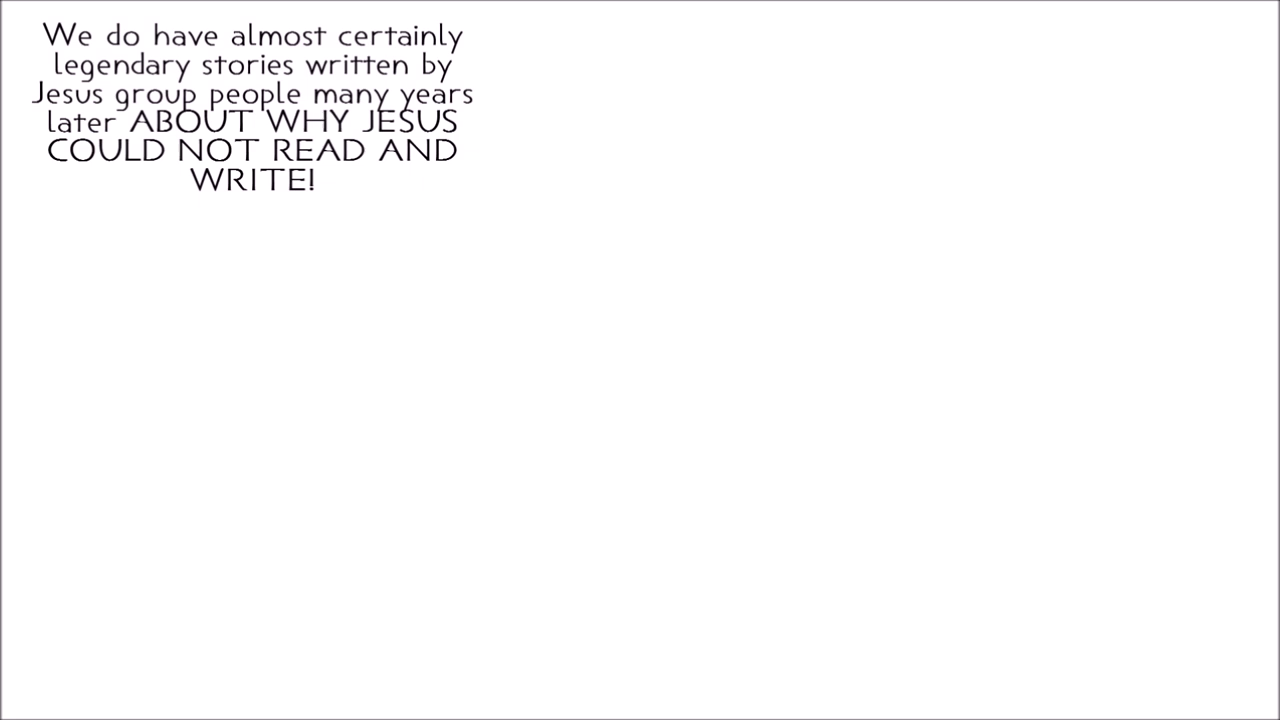 We do have almost certainly
legendary stories written by
Jesus group people many years
later ABOUT WHY JESUS
COULD NOT READ AND
WRITE!